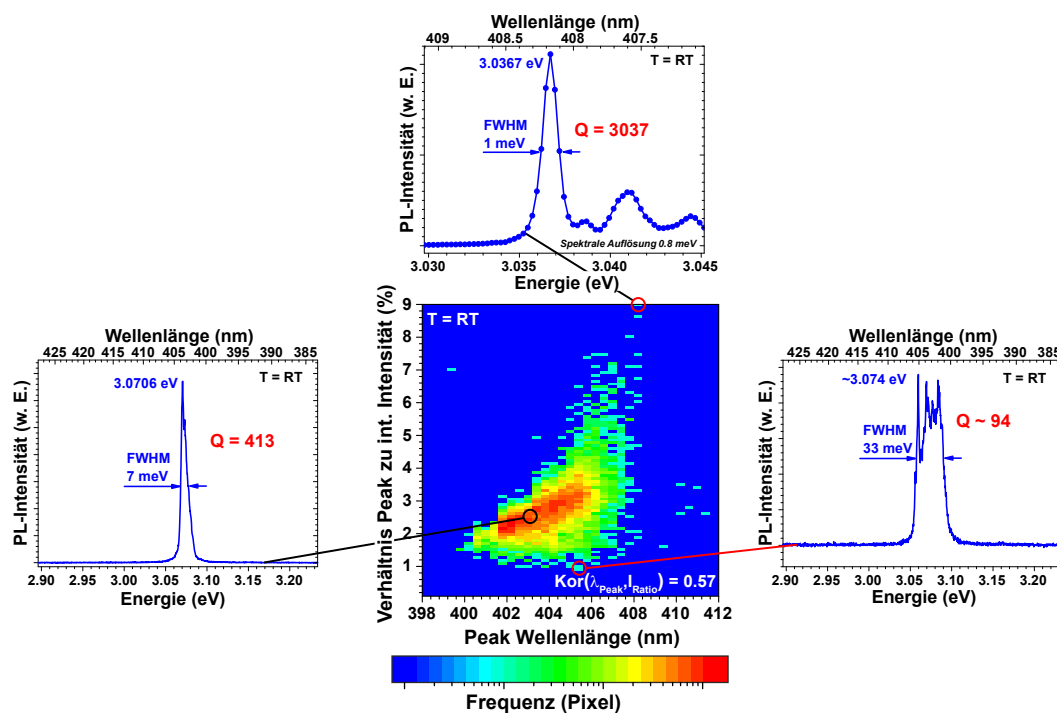 Wellenlänge (nm)
409 408.5 408 407.5
PL-Intensität (w. E.)
3.0367 eV
T = RT
FWHM
1 meV
Q = 3037
Spektrale Auflösung 0.8 meV
3.030 3.035 3.040 3.045
Energie (eV)
Wellenlänge (nm)
425 420 415 410 405 400 395 390 385
PL-Intensität (w. E.)
3.0706 eV
T = RT
Q = 413
FWHM
7 meV
2.90 2.95 3.00 3.05 3.10 3.15 3.20
Energie (eV)
Verhältnis Peak zu int. Intensität (%)
9
8
7
6
5
4
3
2
1
T = RT
Kor(λPeak,IRatio) = 0.57
398 400 402 404 406 408 410 412
Peak Wellenlänge (nm)
Frequenz (Pixel)
Wellenlänge (nm)
425 420 415 410 405 400 395 390 385
PL-Intensität (w. E.)
~3.074 eV
T = RT
Q ~ 94
FWHM
33 meV
2.90 2.95 3.00 3.05 3.10 3.15 3.20
Energie (eV)